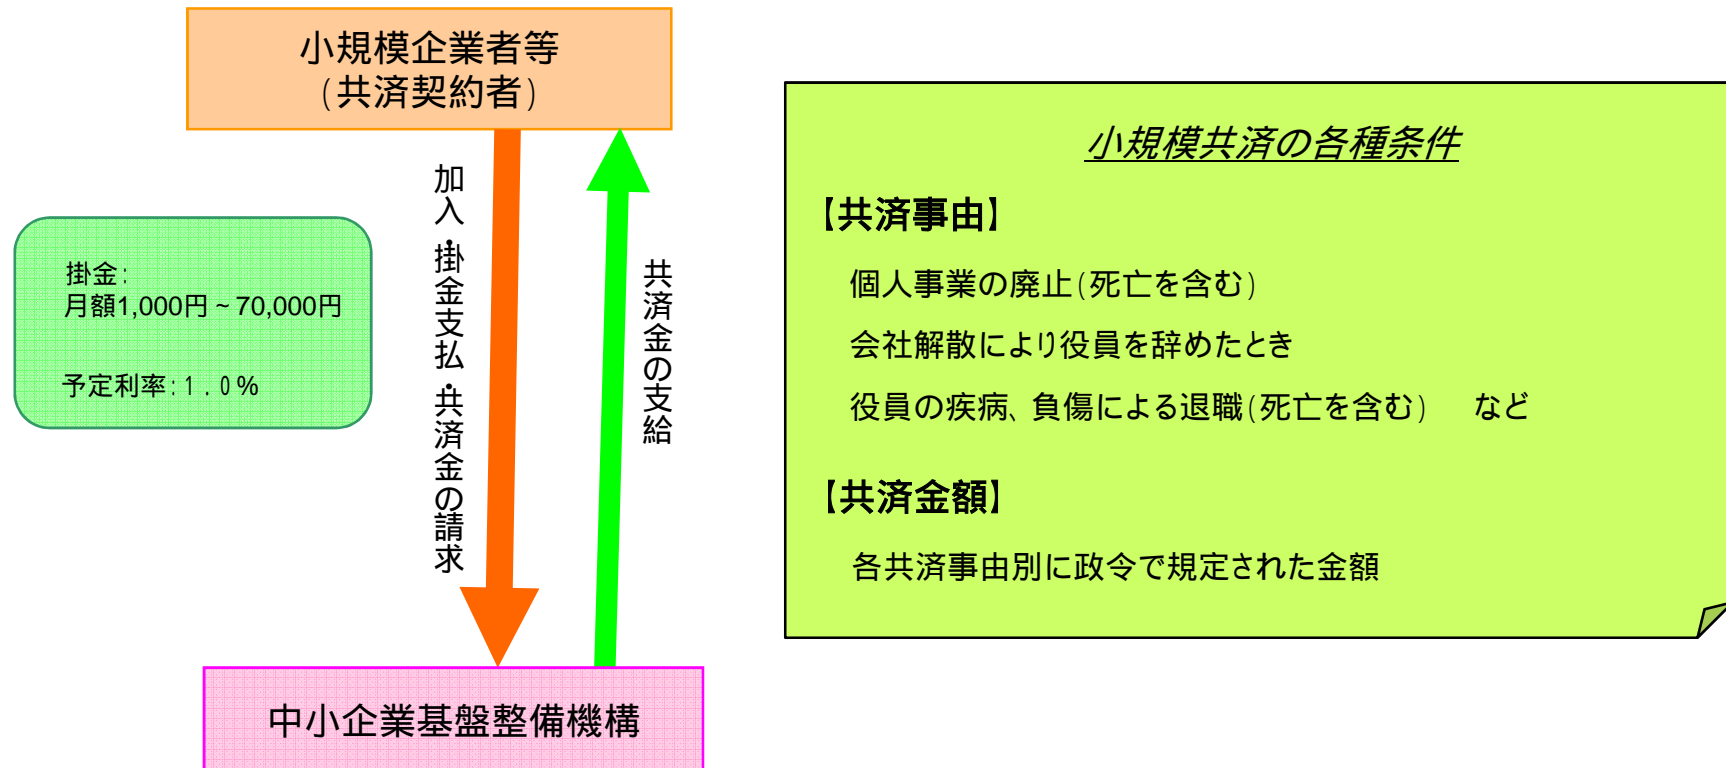 小規模企業者等
(共済契約者)
掛金:
月額1,000円~70,000円
予定利率:1.0%
加入・掛金支払・共済金の請求
共済金の支給
中小企業基盤整備機構
小規模共済の各種条件
【共済事由】
個人事業の廃止(死亡を含む)
会社解散により役員を辞めたとき
役員の疾病、負傷による退職(死亡を含む) など
【共済金額】
各共済事由別に政令で規定された金額